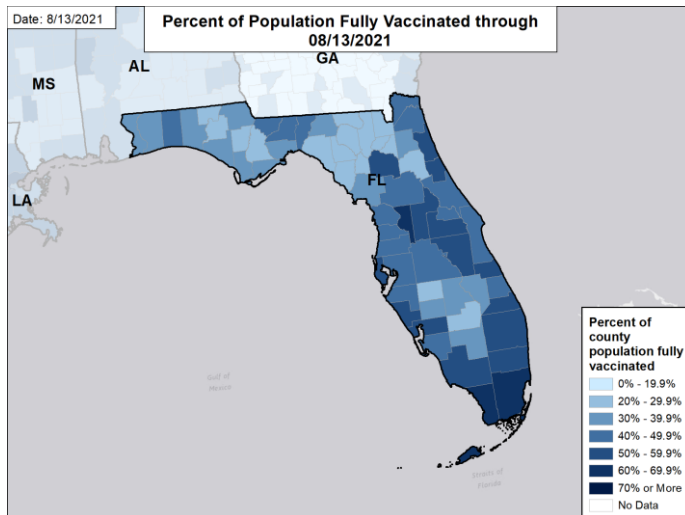 Date: 8/13/2021
Percent of Population Fully Vaccinated through
08/13/2021
MS
AL
GA
LA
FL
Gulf of
Mexico
Straits of
Florida
Percent of
county
population fully
vaccinated
0% - 19.9%
20% - 29.9%
30% - 39.9%
40% - 49.9%
50% - 59.9%
60% - 69.9%
70% or More
No Data